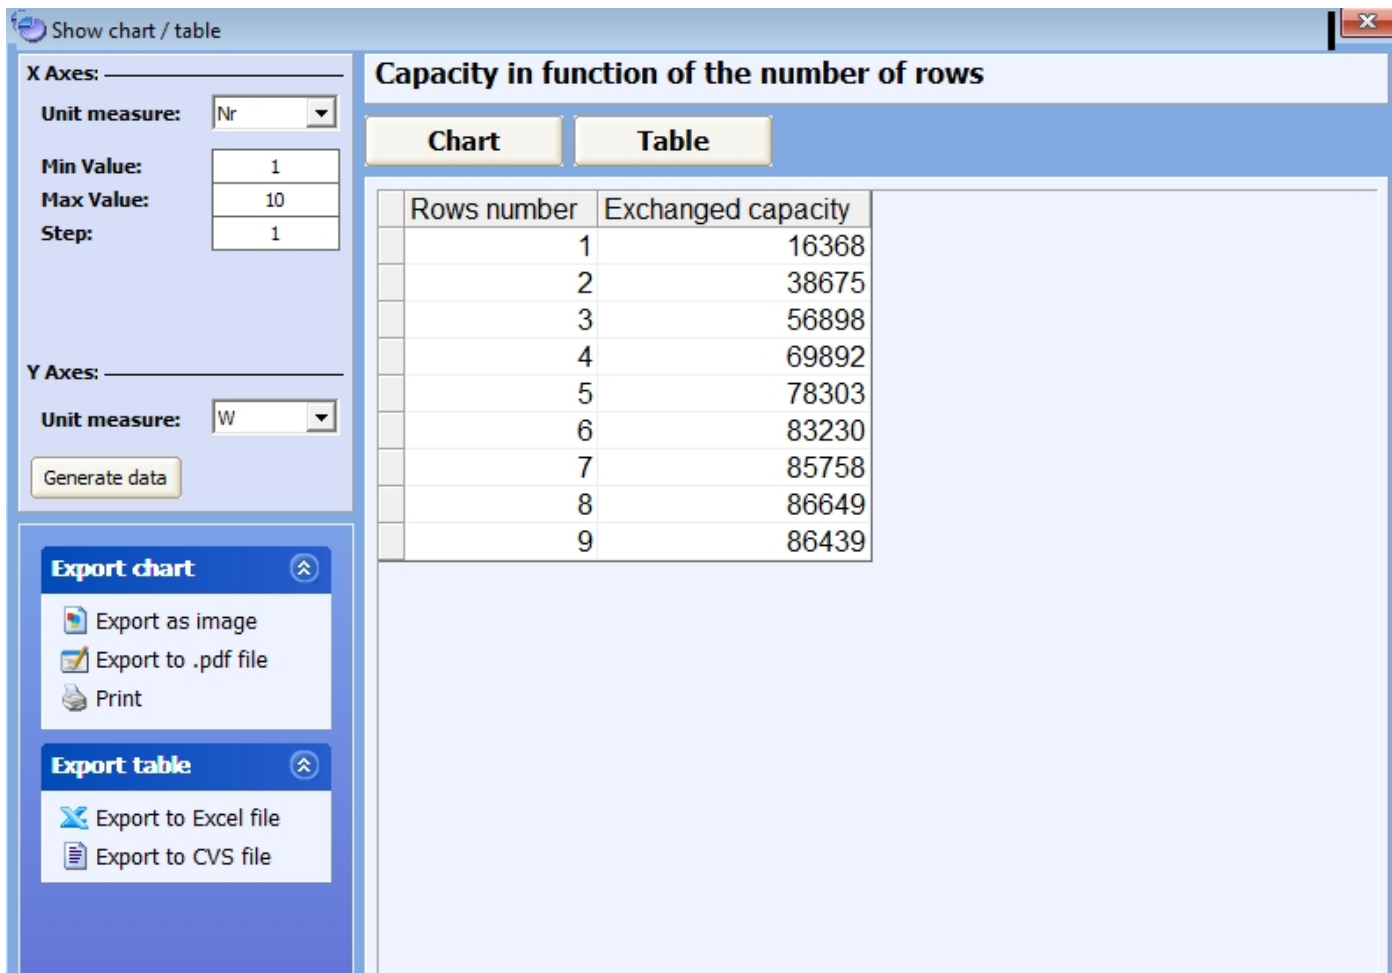 Show chart / table
X Axes:
Unit measure: Nr
Min Value: 1
Max Value: 10
Step: 1
Y Axes:
Unit measure: W
Generate data
Export chart
Export as image
Export to .pdf file
Print
Export table
Export to Excel file
Export to CVS file
Capacity in function of the number of rows
Chart Table
Rows number Exchanged capacity
1 16368
2 38675
3 56898
4 69892
5 78303
6 83230
7 85758
8 86649
9 86439